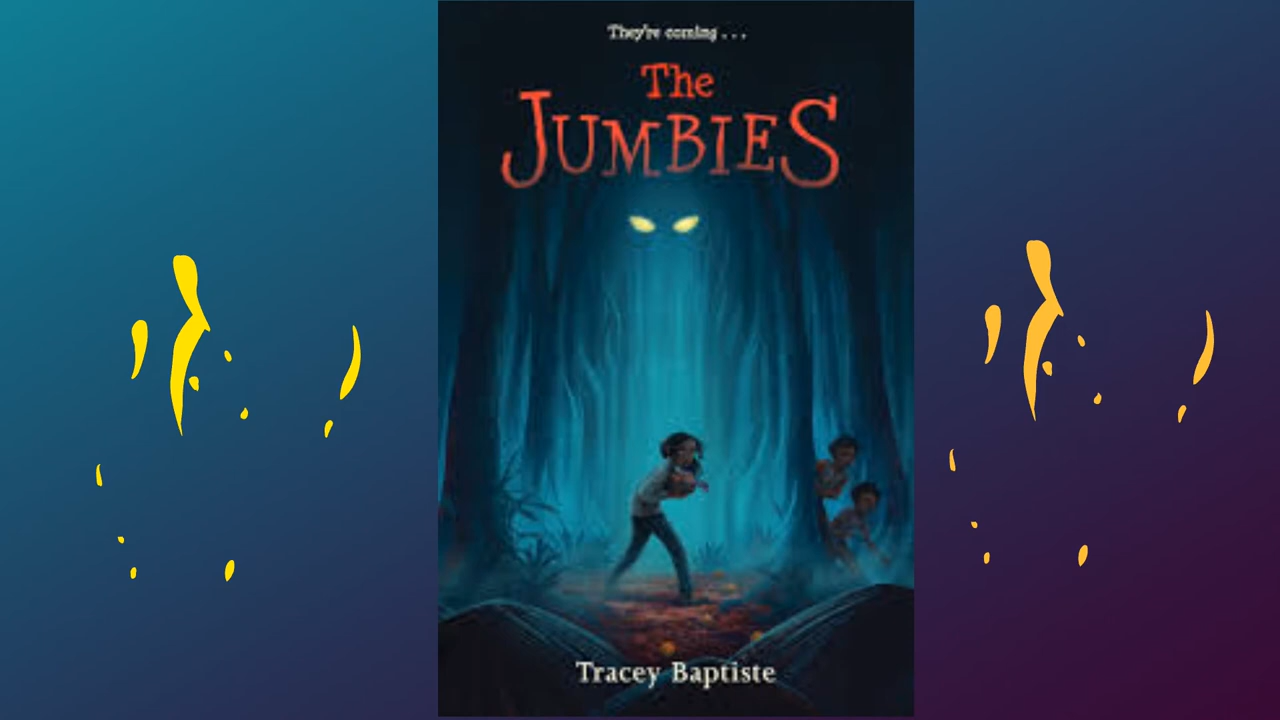 They're coming . . .
The
JUMBIES
Tracey Baptiste